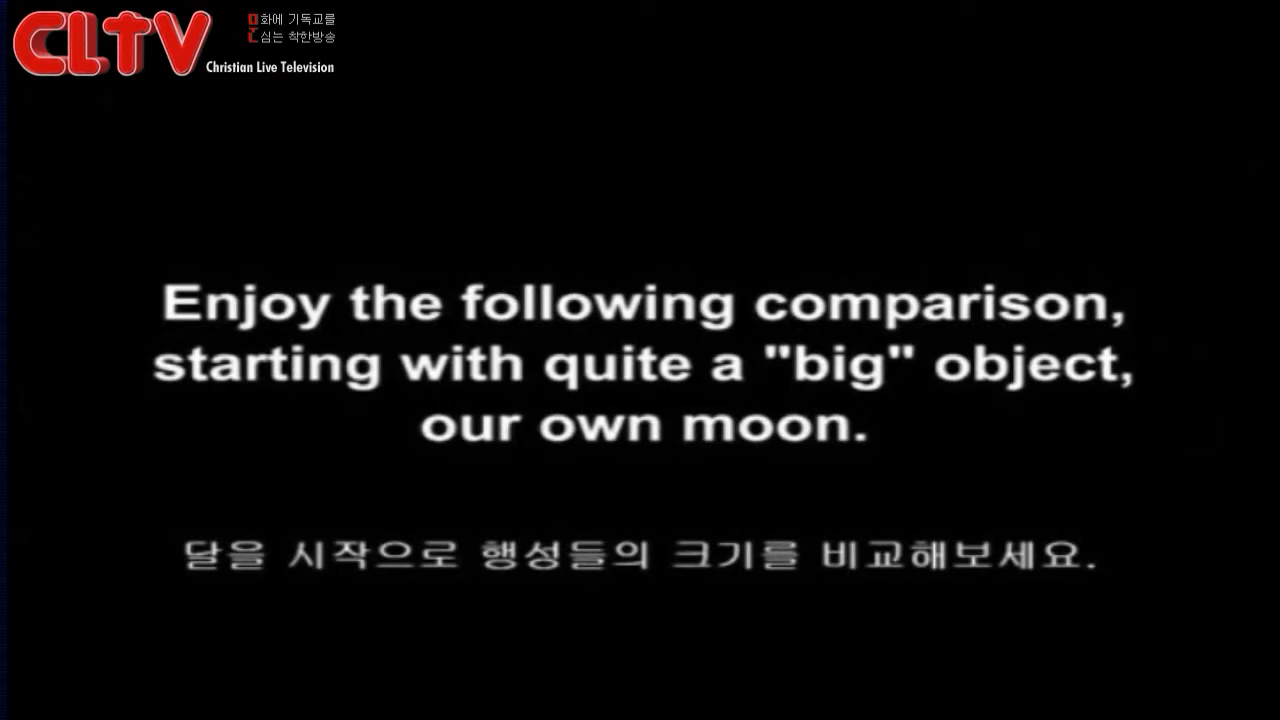 CLTV
문화에 기독교를
심는 착한방송
Christian Live Television
Enjoy the following comparison,
starting with quite a "big" object,
our own moon.
달을 시작으로 행성들의 크기를 비교해보세요.